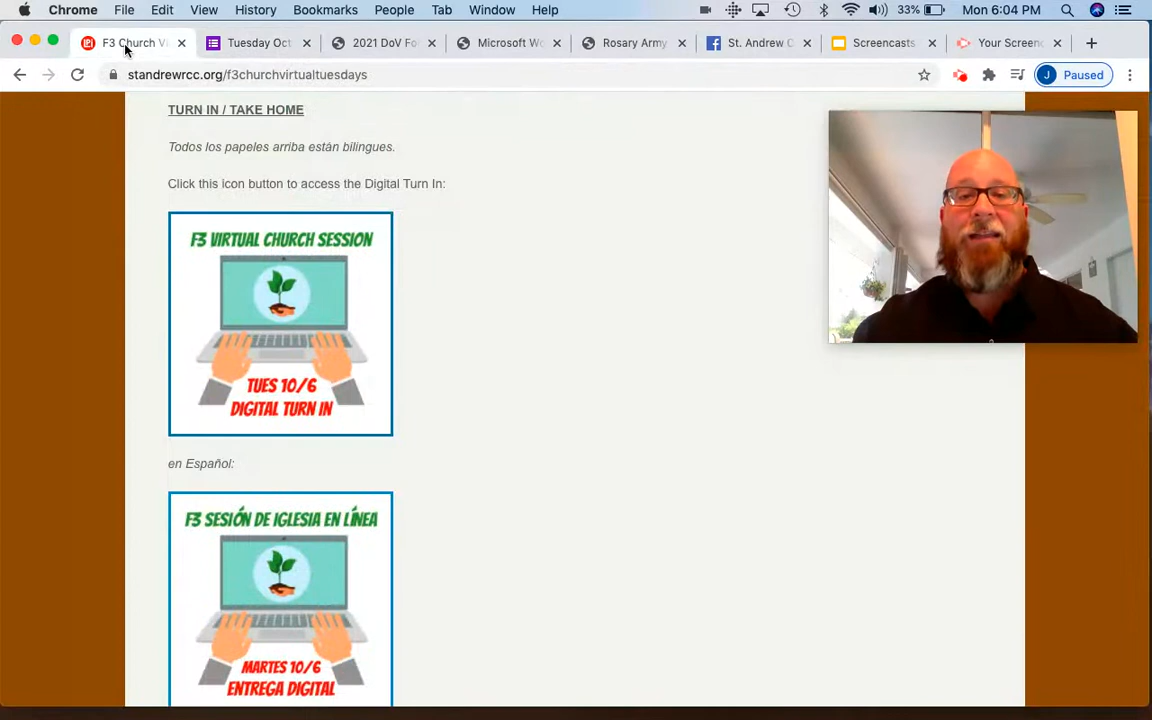 Chrome File Edit View History Bookmarks People Tab Window Help 33% Mon 6:04 PM
F3 Church Vi Tuesday Oct 2021 DoV Fo Microsoft Wo Rosary Army St. Andrew C Screencasts Your Screen
standrewrcc.org/f3churchvirtualtuesdays J Paused
TURN IN / TAKE HOME
Todos los papeles arriba están bilingues.
Click this icon button to access the Digital Turn In:
F3 VIRTUAL CHURCH SESSION
TUES 10/6
DIGITAL TURN IN
en Español:
F3 SESIÓN DE IGLESIA EN LÍNEA
MARTES 10/6
ENTREGA DIGITAL